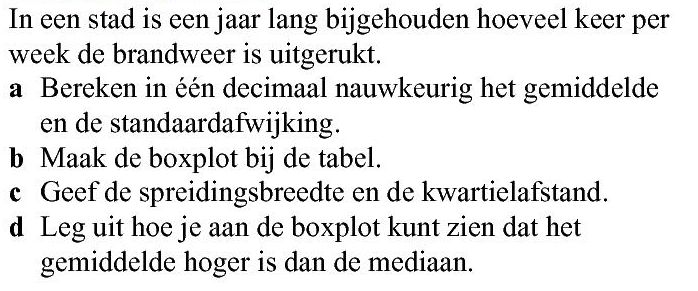 In een stad is een jaar lang bijgehouden hoeveel keer per
week de brandweer is uitgerukt.
a Bereken in één decimaal nauwkeurig het gemiddelde
en de standaardafwijking.
b Maak de boxplot bij de tabel.
c Geef de spreidingsbreedte en de kwartielafstand.
d Leg uit hoe je aan de boxplot kunt zien dat het
gemiddelde hoger is dan de mediaan.